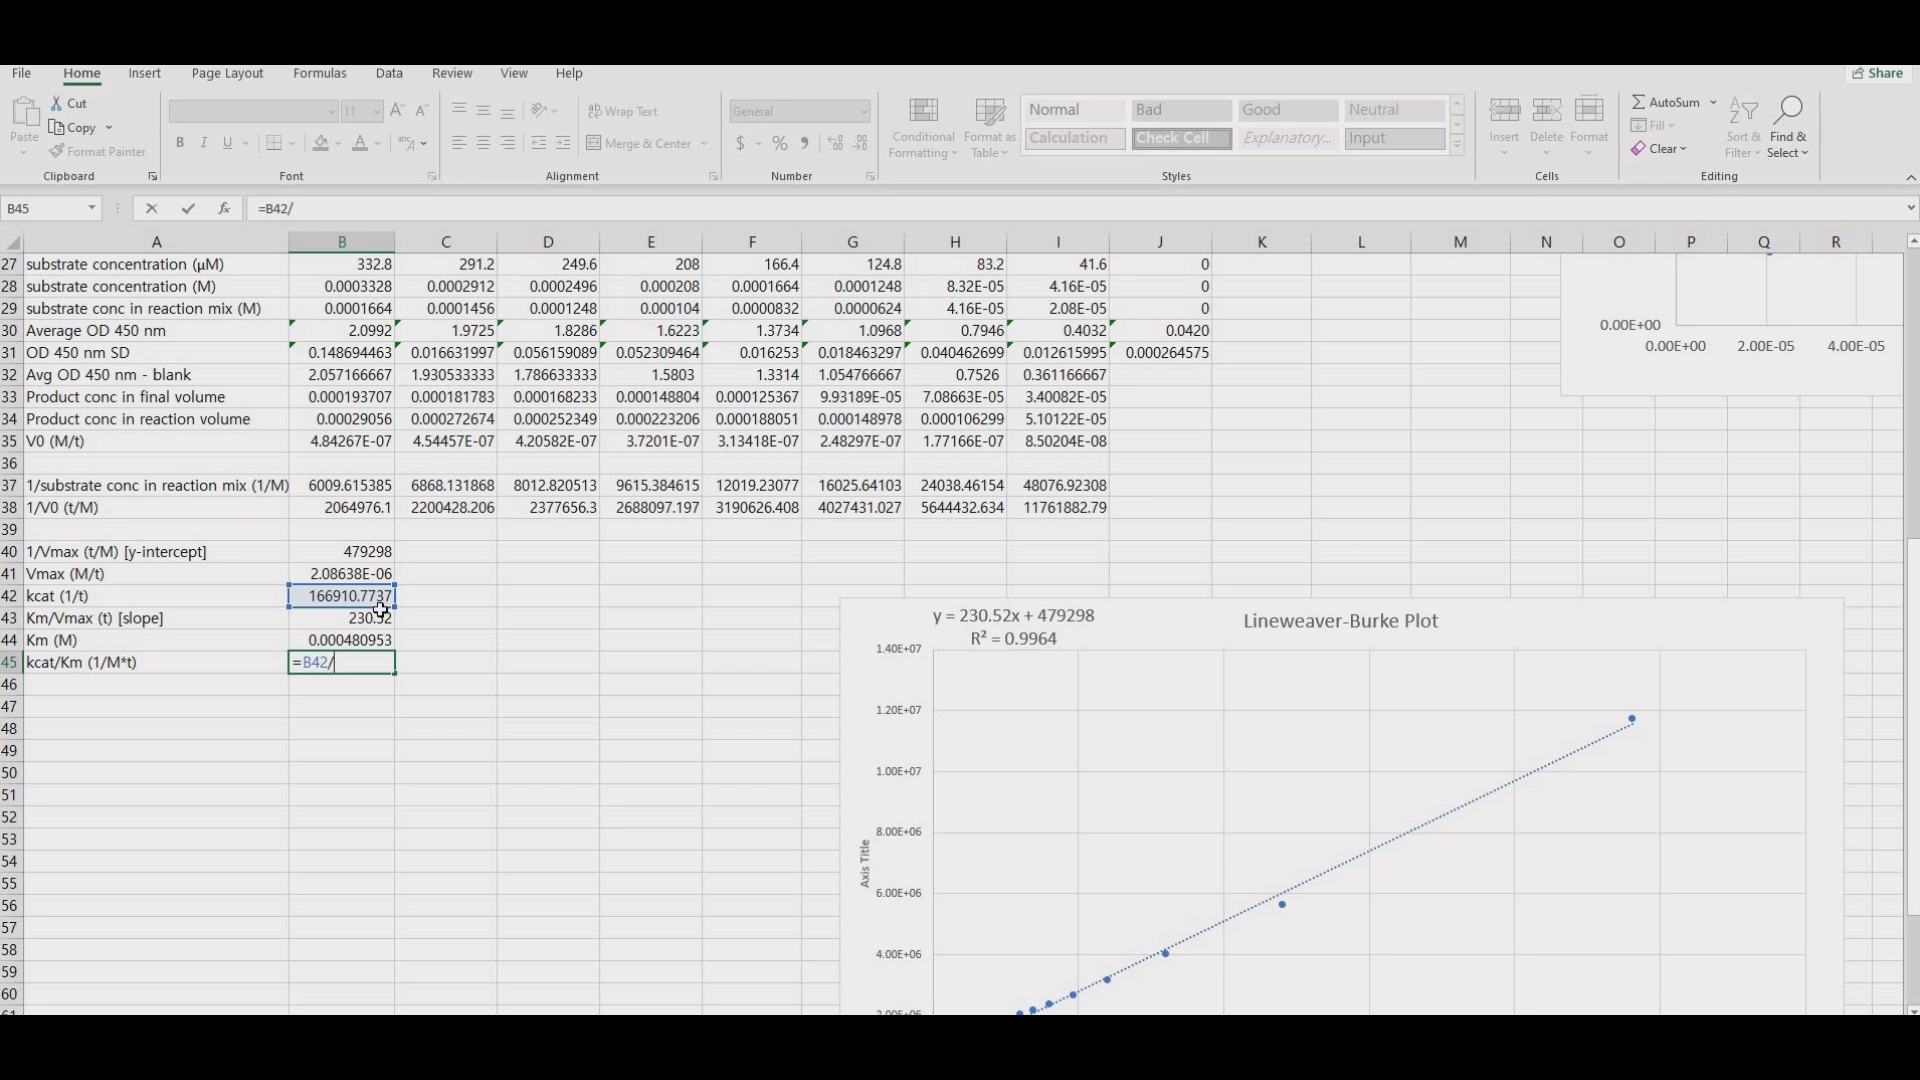 File Home Insert Page Layout Formulas Data Review View Help Share
Cut
Copy
Format Painter
Paste
Clipboard
11
Font
Wrap Text
Merge & Center
Alignment
General
Number
Conditional Formatting
Format as Table
Normal Bad Good Neutral
Calculation Check Cell Explanatory... Input
Styles
Insert Delete Format
Cells
AutoSum
Fill
Clear
Sort & Filter
Find & Select
Editing
B45 =B42/
A B C D E F G H I J K L M N O P Q R
27 substrate concentration (μM) 332.8 291.2 249.6 208 166.4 124.8 83.2 41.6 0
28 substrate concentration (M) 0.0003328 0.0002912 0.0002496 0.000208 0.0001664 0.0001248 8.32E-05 4.16E-05 0
29 substrate conc in reaction mix (M) 0.0001664 0.0001456 0.0001248 0.000104 0.0000832 0.0000624 4.16E-05 2.08E-05 0
30 Average OD 450 nm 2.0992 1.9725 1.8286 1.6223 1.3734 1.0968 0.7946 0.4032 0.0420
31 OD 450 nm SD 0.148694463 0.016631997 0.056159089 0.052309464 0.016253 0.018463297 0.040462699 0.012615995 0.000264575
32 Avg OD 450 nm - blank 2.057166667 1.930533333 1.786633333 1.5803 1.3314 1.054766667 0.7526 0.361166667
33 Product conc in final volume 0.000193707 0.000181783 0.000168233 0.000148804 0.000125367 9.93189E-05 7.08663E-05 3.40082E-05
34 Product conc in reaction volume 0.00029056 0.000272674 0.000252349 0.000223206 0.000188051 0.000148978 0.000106299 5.10122E-05
35 V0 (M/t) 4.84267E-07 4.54457E-07 4.20582E-07 3.7201E-07 3.13418E-07 2.48297E-07 1.77166E-07 8.50204E-08
36
37 1/substrate conc in reaction mix (1/M) 6009.615385 6868.131868 8012.820513 9615.384615 12019.23077 16025.64103 24038.46154 48076.92308
38 1/V0 (t/M) 2064976.1 2200428.206 2377656.3 2688097.197 3190626.408 4027431.027 5644432.634 11761882.79
39
40 1/Vmax (t/M) [y-intercept] 479298
41 Vmax (M/t) 2.08638E-06
42 kcat (1/t) 166910.7737
43 Km/Vmax (t) [slope] 230.52
44 Km (M) 0.000480953
45 kcat/Km (1/M*t) =B42/
46
47
48
49
50
51
52
53
54
55
56
57
58
59
60
0.00E+00
0.00E+00 2.00E-05 4.00E-05
y = 230.52x + 479298
R² = 0.9964
Lineweaver-Burke Plot
1.40E+07
1.20E+07
1.00E+07
8.00E+06
6.00E+06
4.00E+06
Axis Title